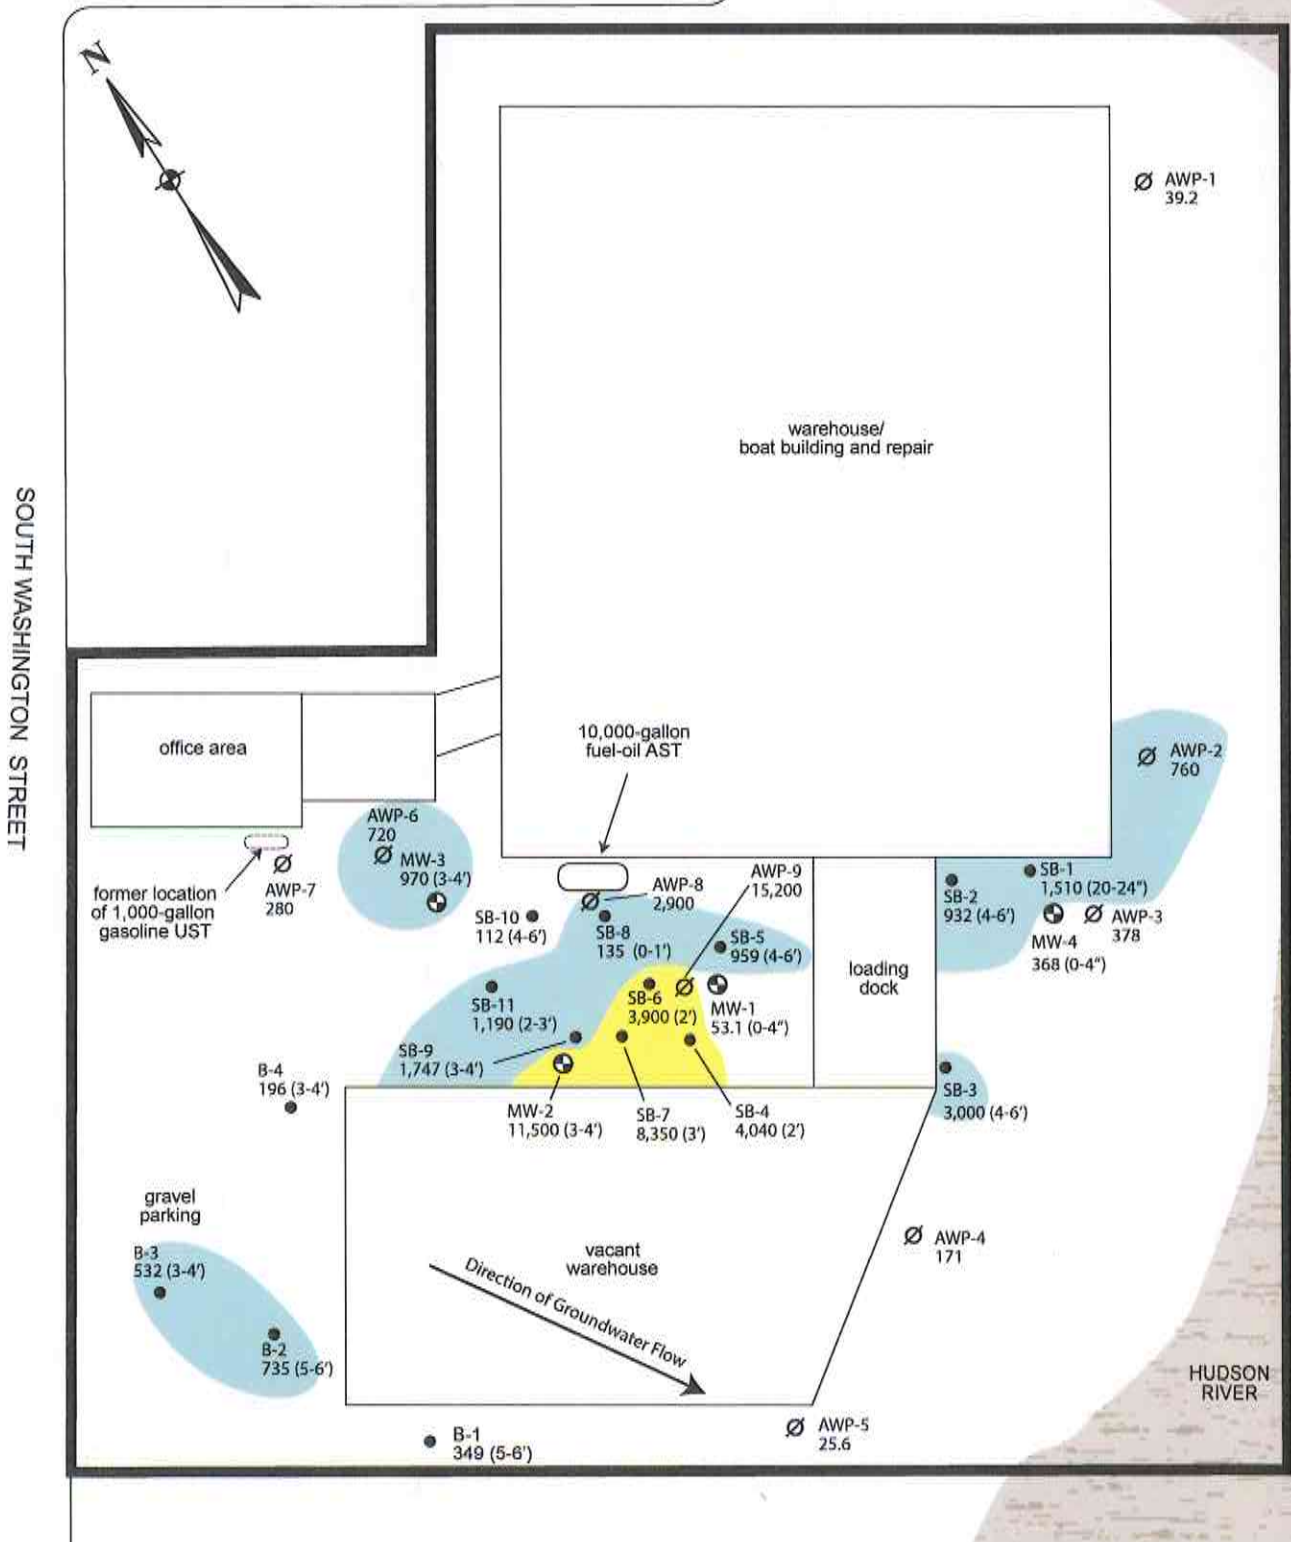 N
AWP-1
39.2
warehouse/
boat building and repair
SOUTH WASHINGTON STREET
office area
10,000-gallon
fuel-oil AST
AWP-2
760
AWP-6
720
MW-3
970 (3-4')
former location
of 1,000-gallon
gasoline UST
AWP-7
280
AWP-8
2,900
AWP-9
15,200
SB-1
1,510 (20-24")
SB-2
932 (4-6')
AWP-3
378
MW-4
368 (0-4")
SB-10
112 (4-6')
SB-8
135 (0-1')
SB-5
959 (4-6')
loading
dock
SB-11
1,190 (2-3')
SB-6
3,900 (2')
MW-1
53.1 (0-4")
SB-9
1,747 (3-4')
B-4
196 (3-4')
MW-2
11,500 (3-4')
SB-7
8,350 (3')
SB-4
4,040 (2')
SB-3
3,000 (4-6')
gravel
parking
B-3
532 (3-4')
B-2
735 (5-6')
vacant
warehouse
Direction of Groundwater Flow
AWP-4
171
HUDSON
RIVER
B-1
349 (5-6')
AWP-5
25.6